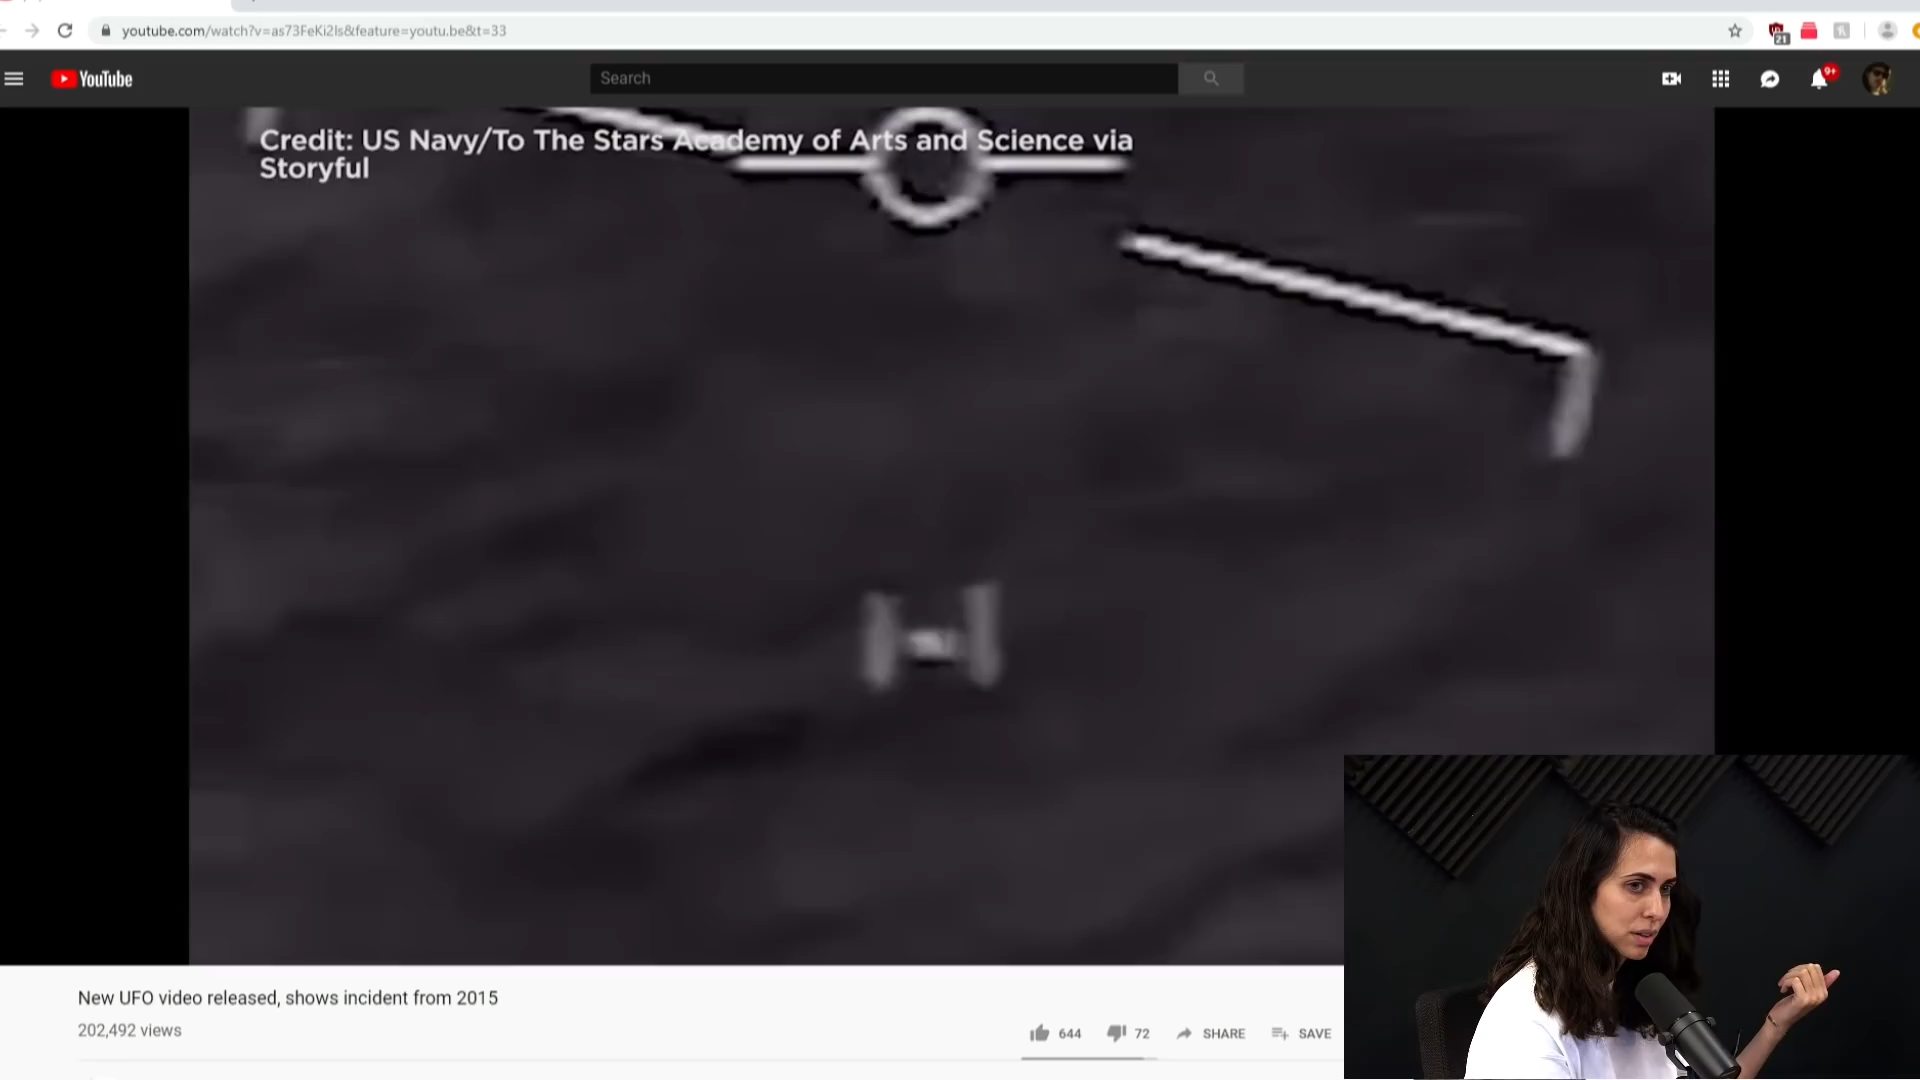 youtube.com/watch?v=as73FeKi2ls&feature=youtu.be&t=33
21
YouTube
Search
9+
Credit: US Navy/To The Stars Academy of Arts and Science via
Storyful
New UFO video released, shows incident from 2015
202,492 views
644
72
SHARE
SAVE